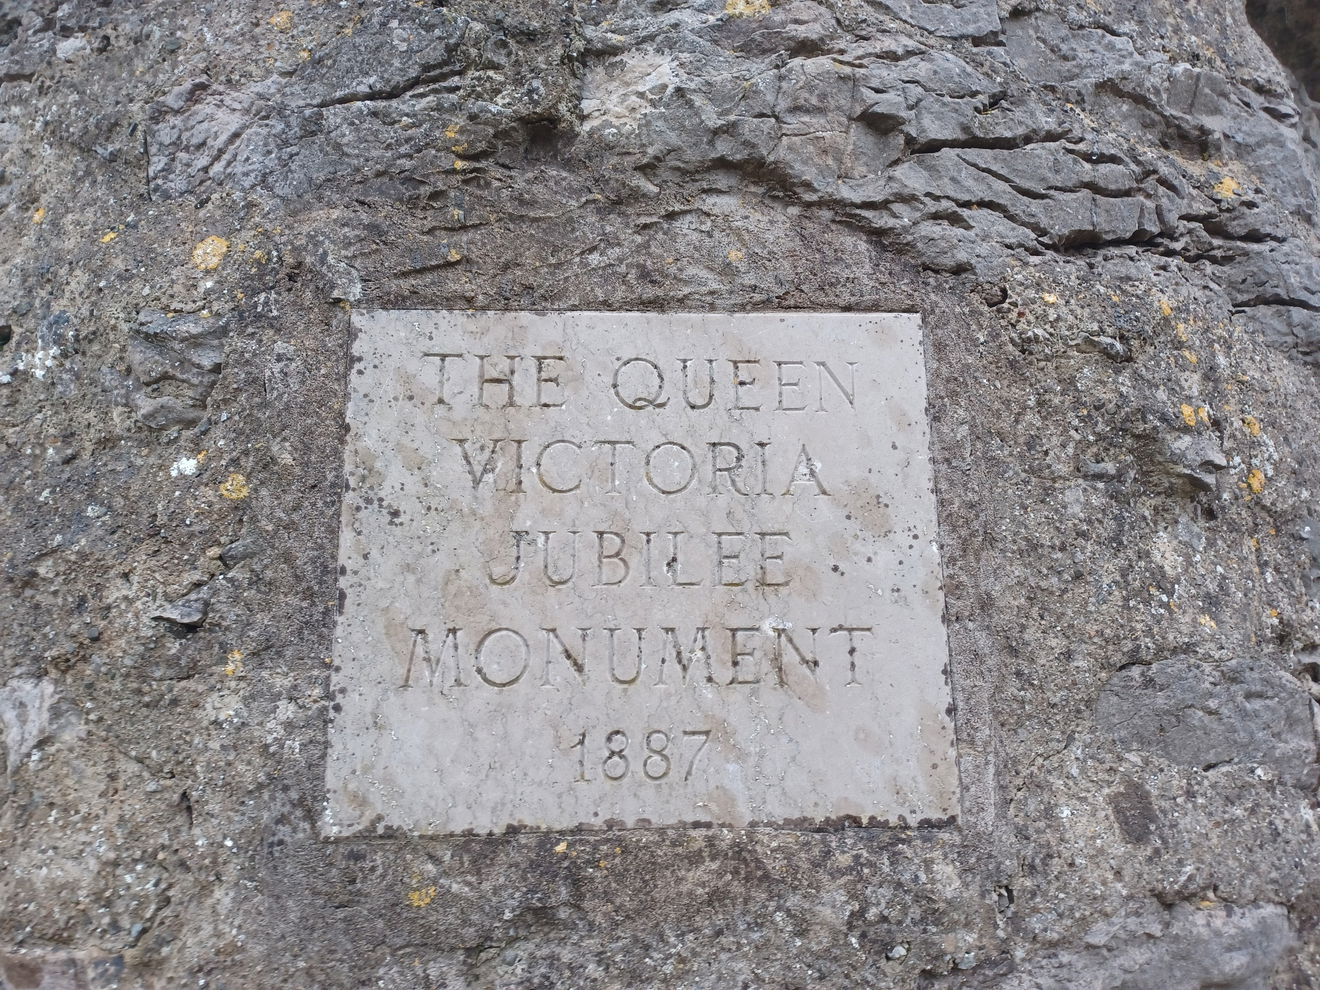 THE QUEEN
VICTORIA
JUBILEE
MONUMENT
1887